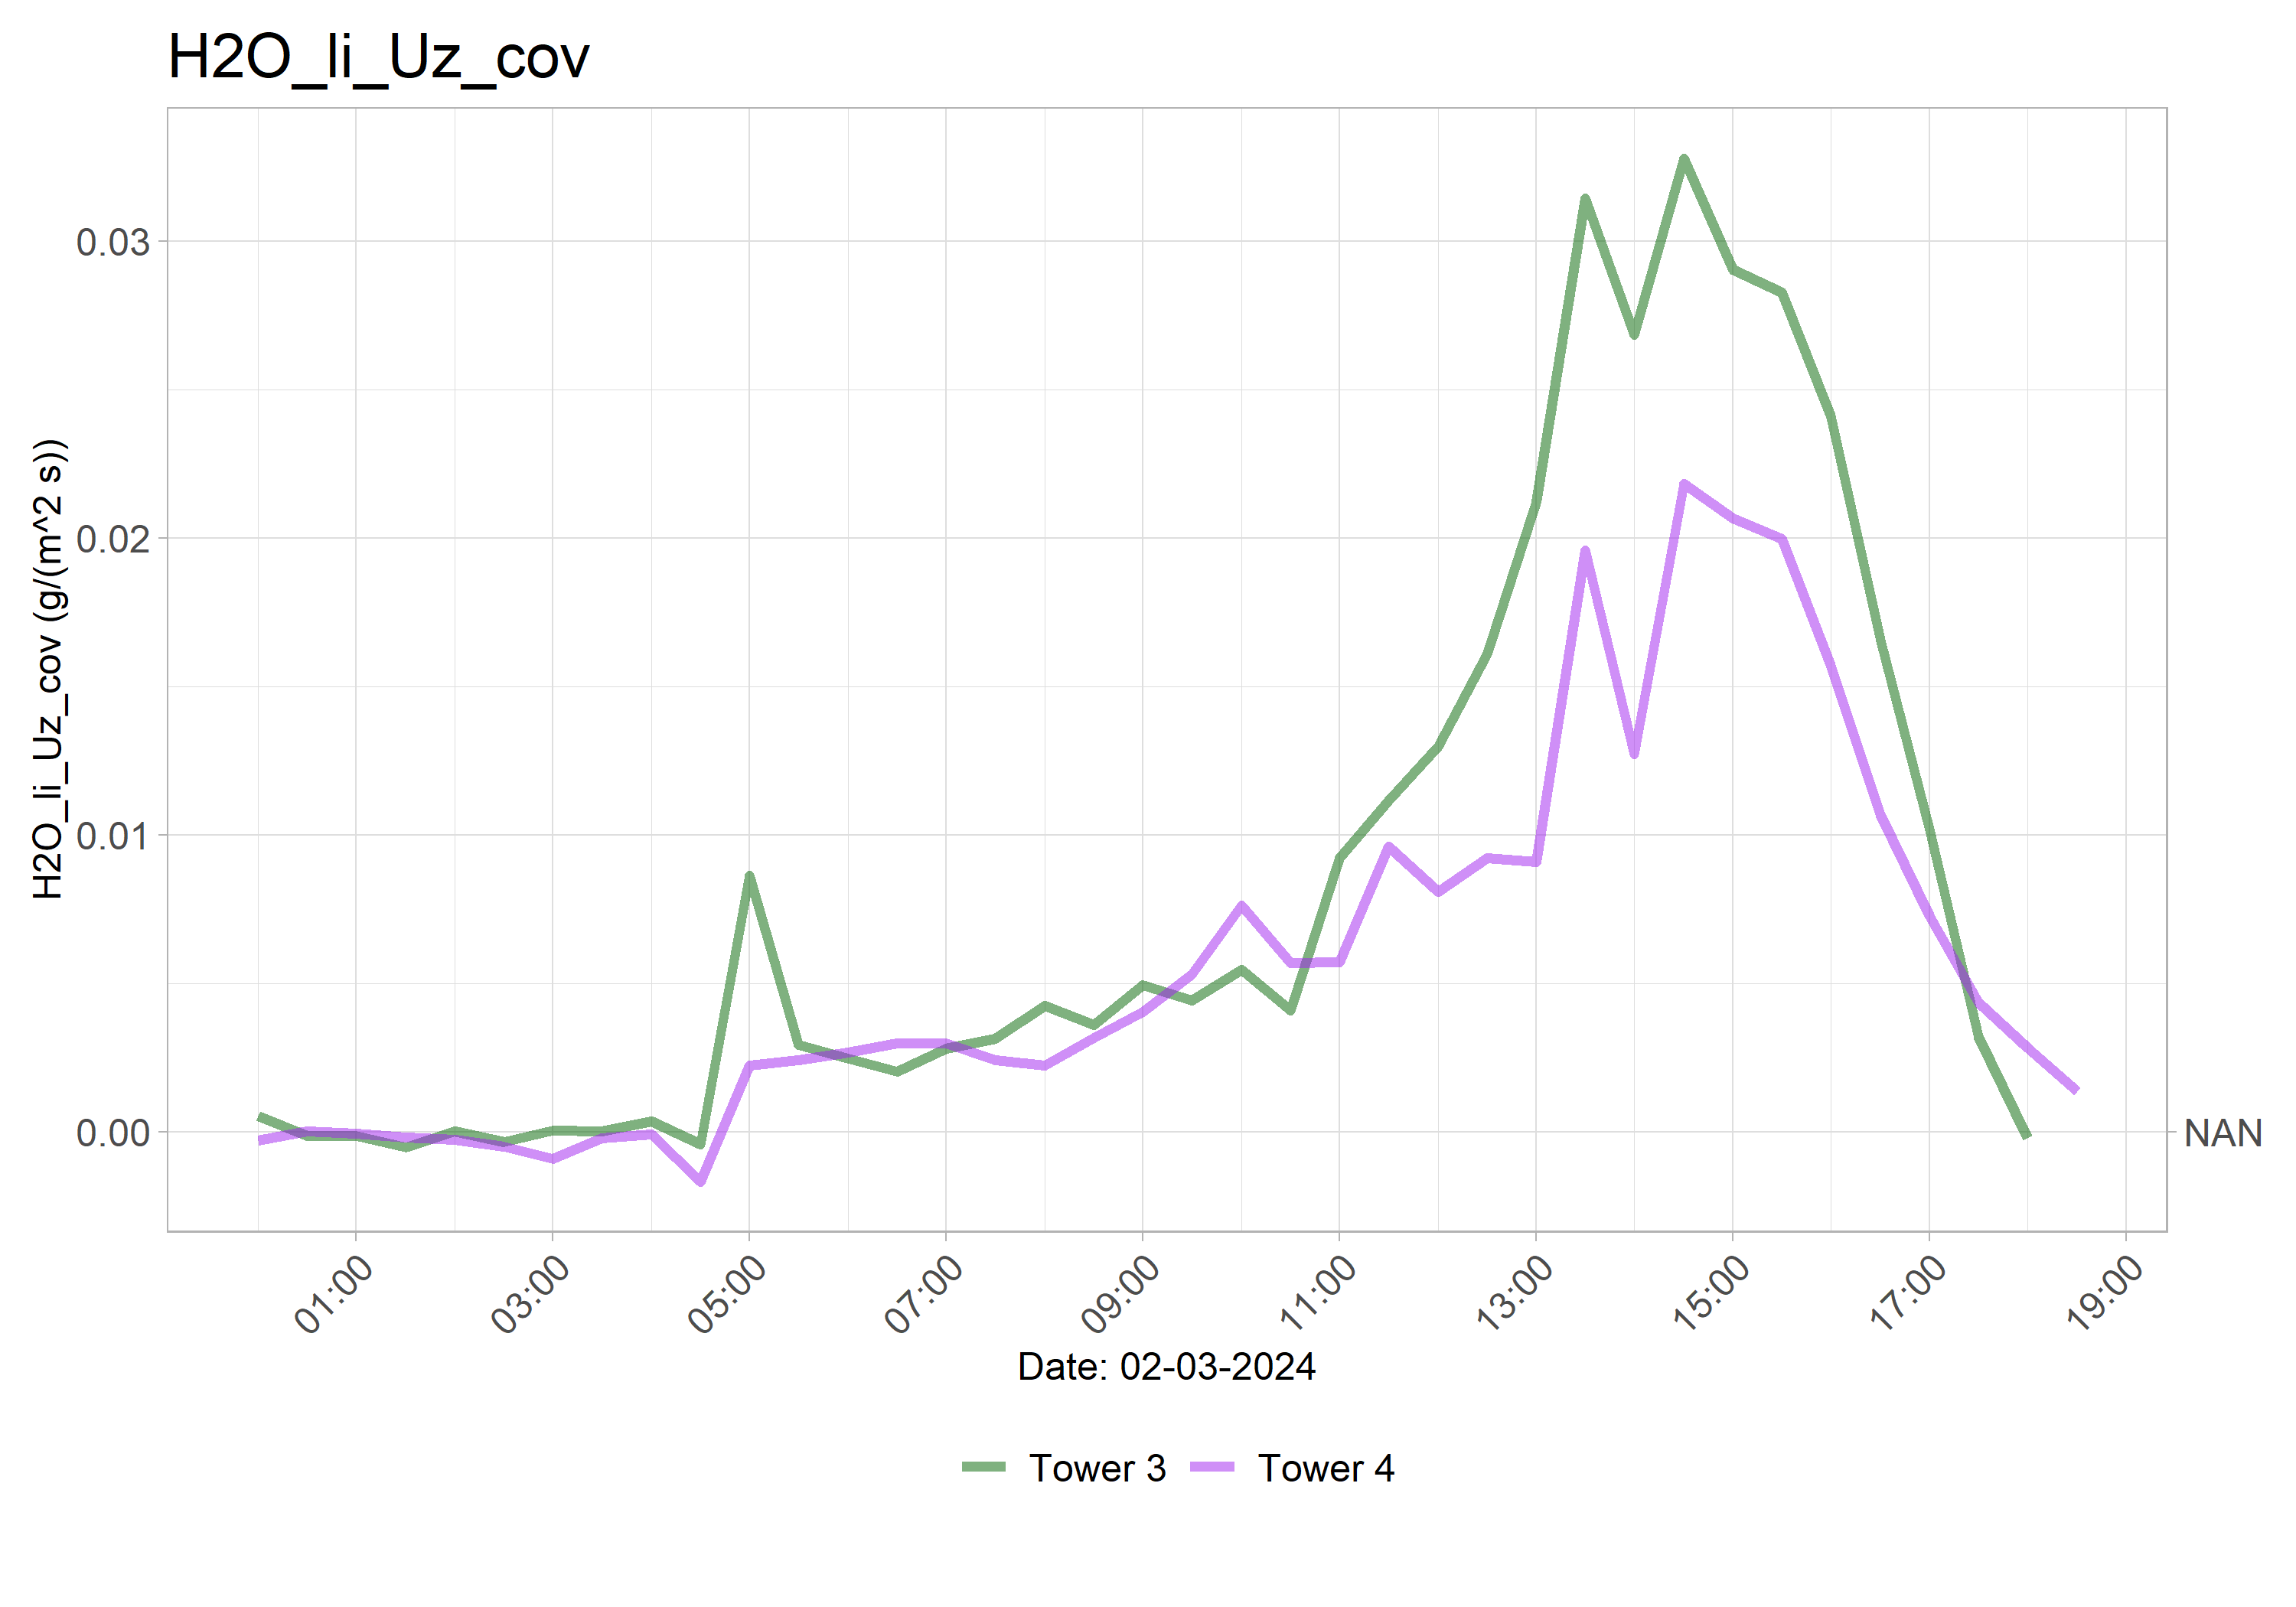 H2O_li_Uz_cov
H2O_li_Uz_cov (g/(m^2 s))
0.03
0.02
0.01
0.00
NAN
01:00
03:00
05:00
07:00
09:00
11:00
13:00
15:00
17:00
19:00
Date: 02-03-2024
Tower 3
Tower 4